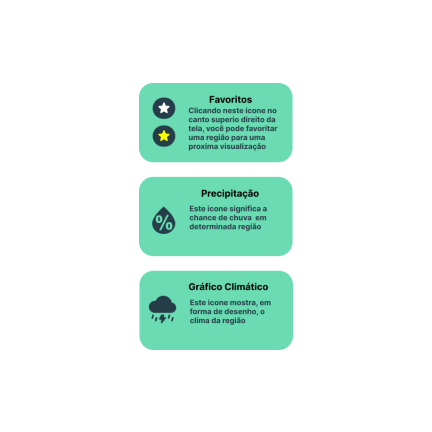 Favoritos
Clicando neste icone no
canto superio direito da
tela, você pode favoritar
uma região para uma
proxima visualização
Precipitação
%
Este icone significa a
chance de chuva em
determinada região
Gráfico Climático
Este icone mostra, em
forma de desenho, o
clima da região